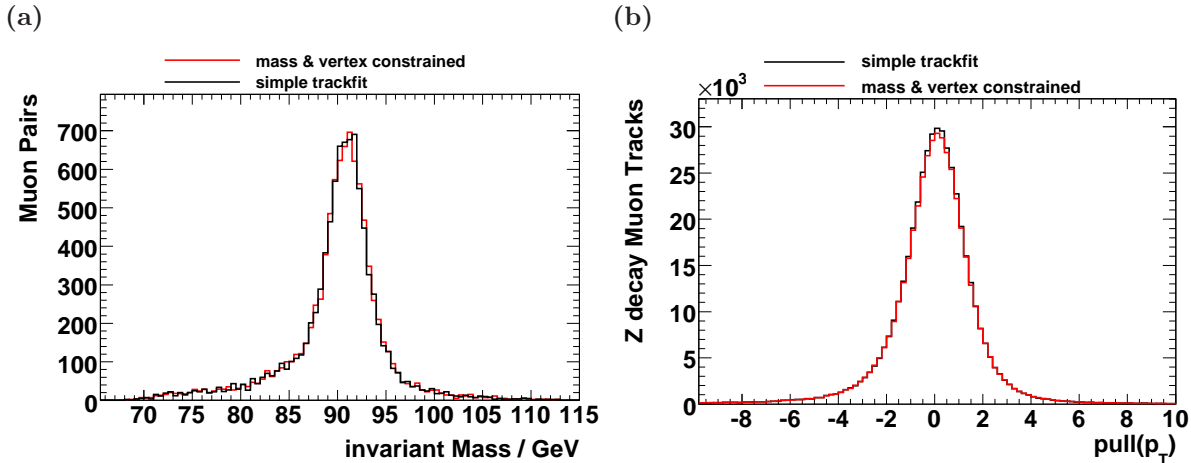 (a)
mass & vertex constrained
simple trackfit
Muon Pairs
700
600
500
400
300
200
100
0
70 75 80 85 90 95 100 105 110 115
invariant Mass / GeV
(b)
simple trackfit
mass & vertex constrained
×10³
Z decay Muon Tracks
30
25
20
15
10
5
0
-8 -6 -4 -2 0 2 4 6 8 10
pull(p_T)